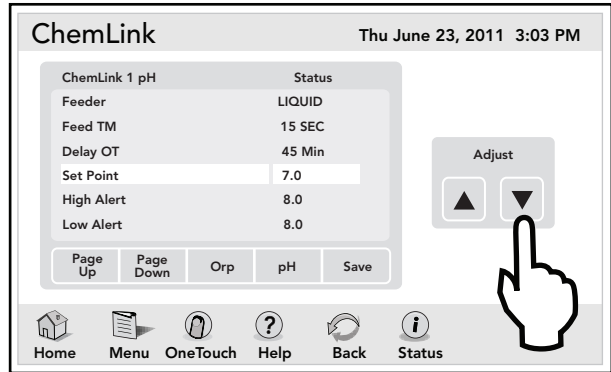 ChemLink
Thu June 23, 2011 3:03 PM
ChemLink 1 pH Status
Feeder LIQUID
Feed TM 15 SEC
Delay OT 45 Min
Set Point 7.0
High Alert 8.0
Low Alert 8.0
Adjust
Page Up
Page Down
Orp
pH
Save
Home
Menu
OneTouch
? Help
Back
i Status